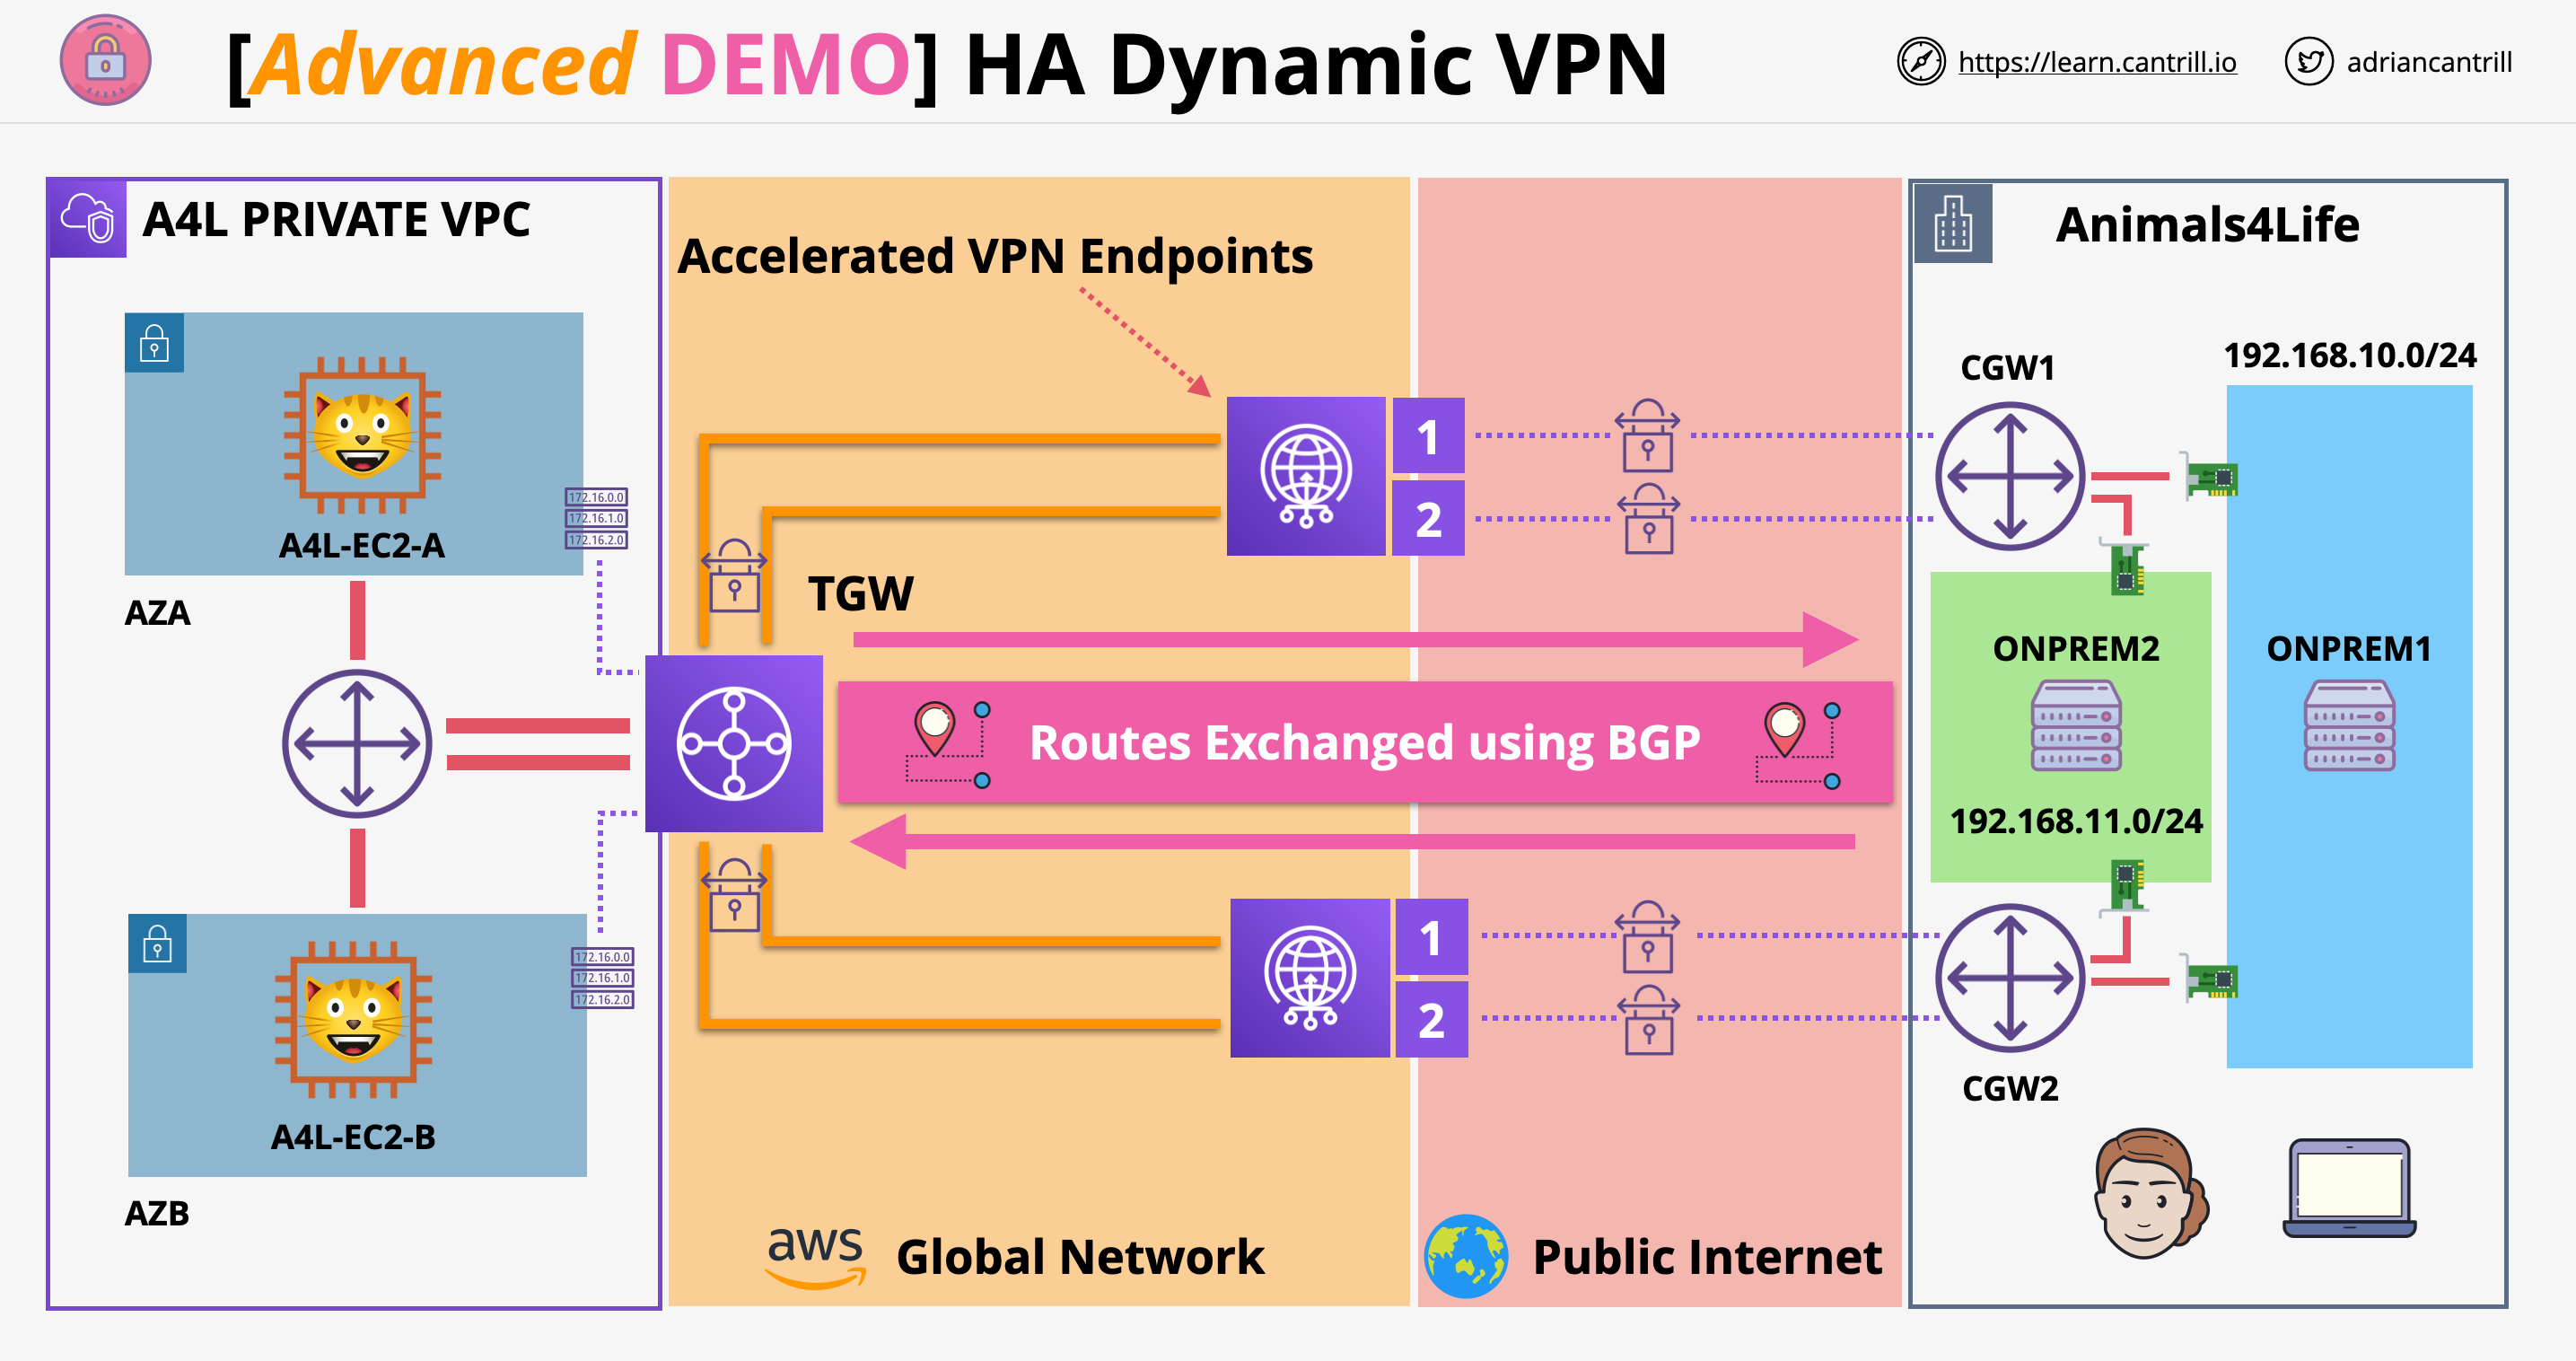 [Advanced DEMO] HA Dynamic VPN
https://learn.cantrill.io
adriancantrill
A4L PRIVATE VPC
A4L-EC2-A
172.16.0.0
172.16.1.0
172.16.2.0
AZA
A4L-EC2-B
172.16.0.0
172.16.1.0
172.16.2.0
AZB
Accelerated VPN Endpoints
1
2
TGW
Routes Exchanged using BGP
1
2
aws
Global Network
Public Internet
Animals4Life
CGW1
192.168.10.0/24
ONPREM2
ONPREM1
192.168.11.0/24
CGW2